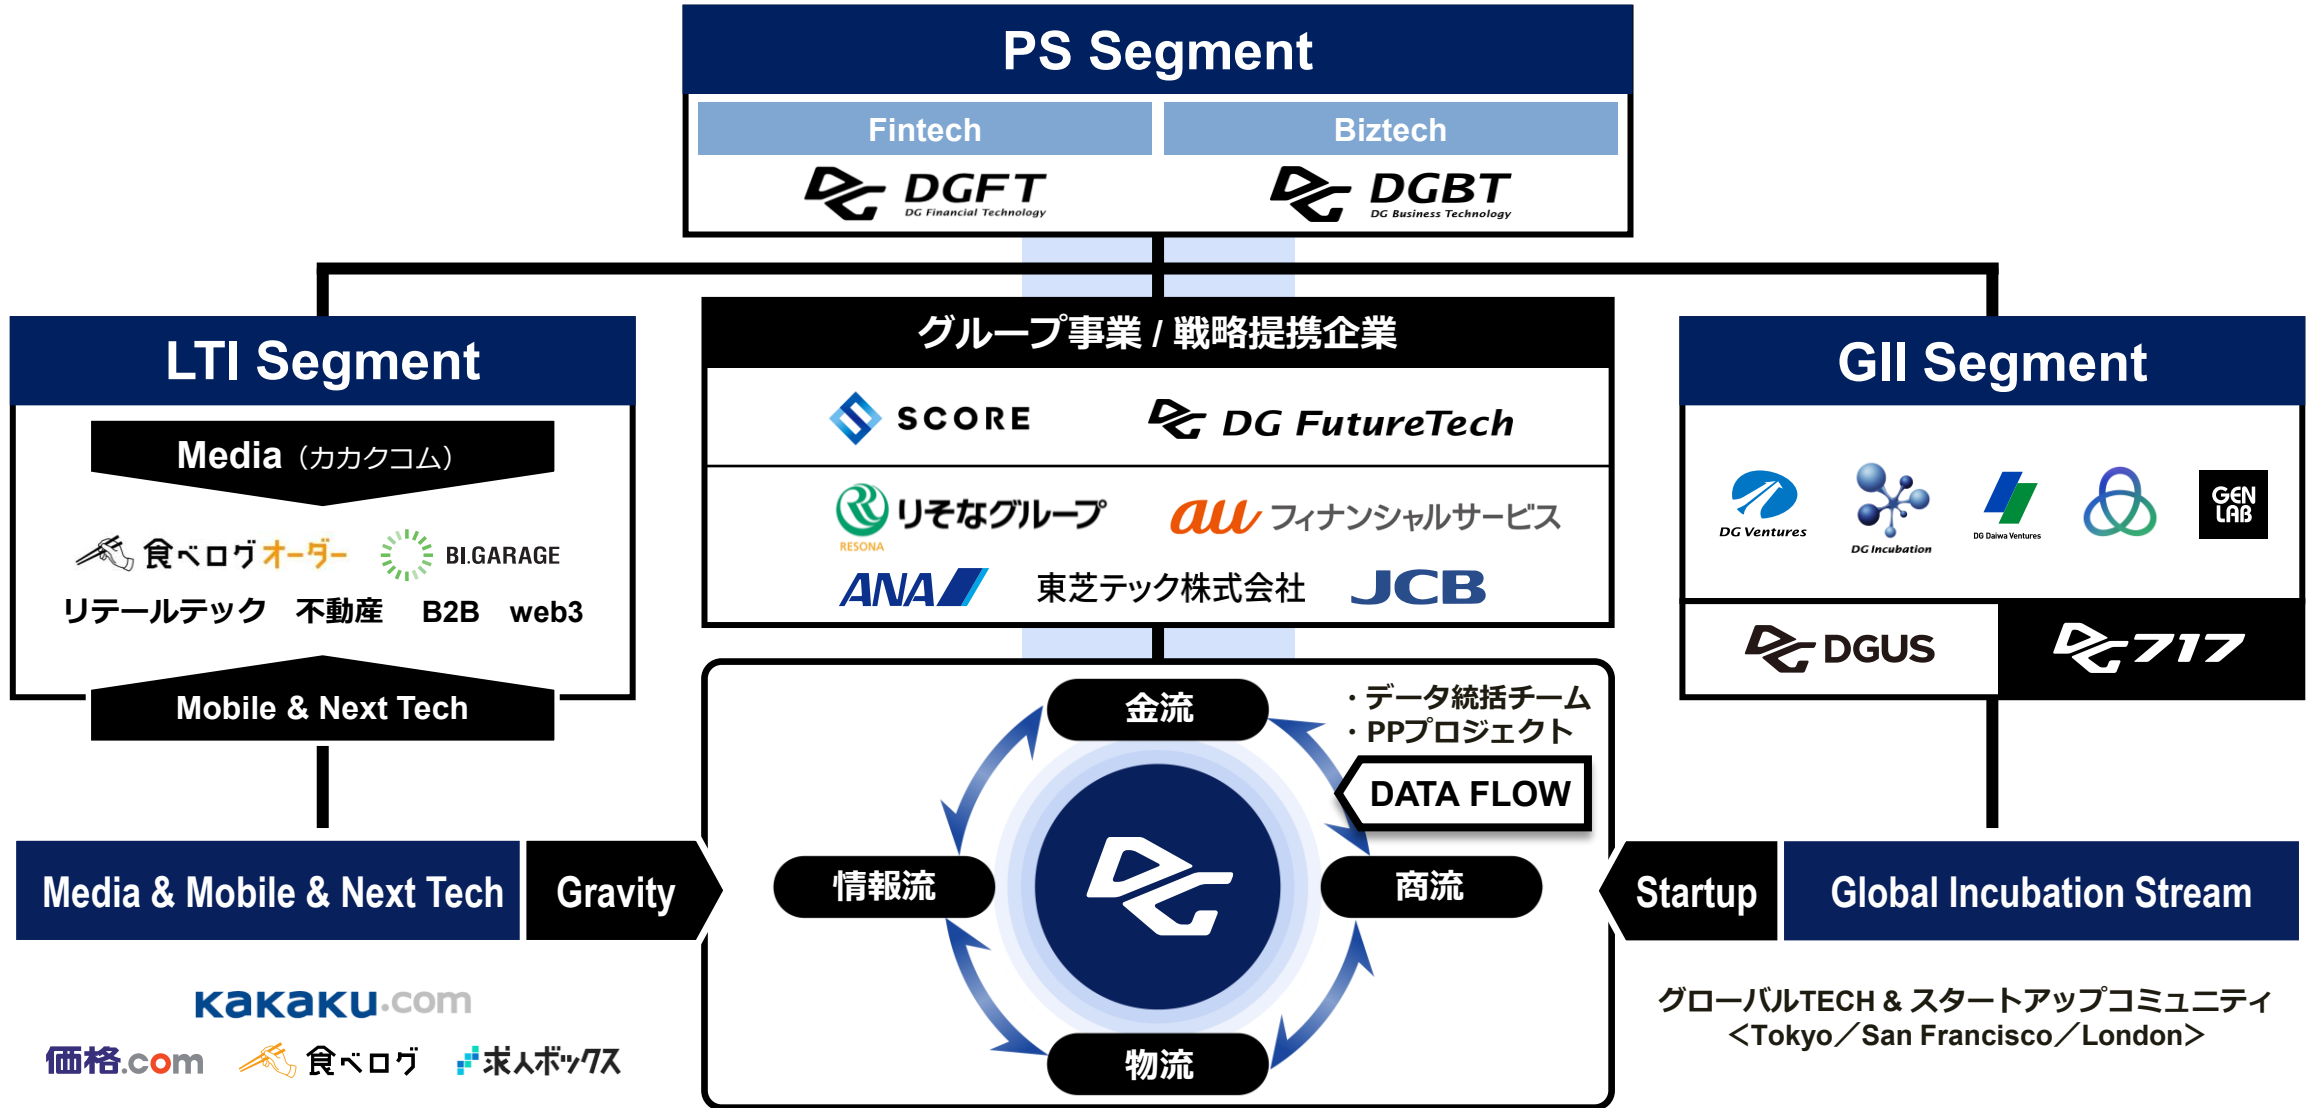 PS Segment
Fintech
Biztech
DGFT
DG Financial Technology
DGBT
DG Business Technology
LTI Segment
Media（カカクコム）
食べログオーダー
BI.GARAGE
リテールテック 不動産 B2B web3
Mobile & Next Tech
グループ事業 / 戦略提携企業
SCORE
DG FutureTech
りそなグループ
RESONA
au フィナンシャルサービス
ANA
東芝テック株式会社
JCB
GII Segment
DG Ventures
DG Incubation
DG Daiwa Ventures
GEN
LAB
DGUS
717
金流
・データ統括チーム
・PPプロジェクト
DATA FLOW
情報流
商流
物流
Media & Mobile & Next Tech
Gravity
Startup
Global Incubation Stream
kakaku.com
価格.com
食べログ
求人ボックス
グローバルTECH & スタートアップコミュニティ
＜Tokyo／San Francisco／London＞